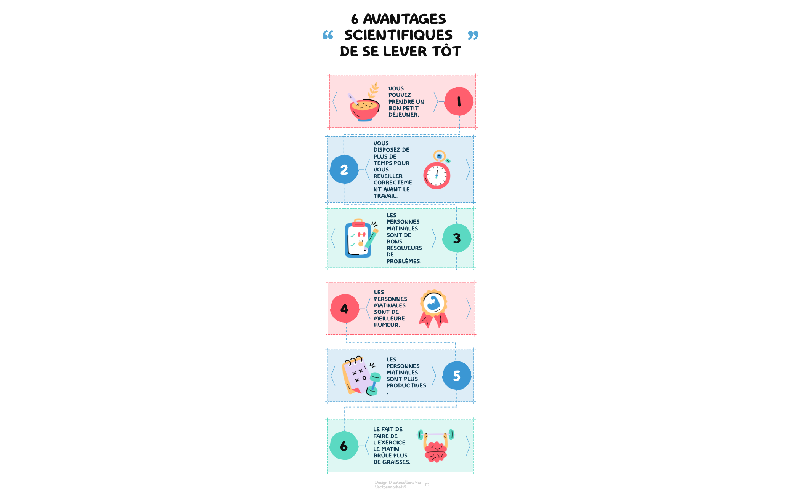 6 AVANTAGES
“ SCIENTIFIQUES ”
DE SE LEVER TÔT
VOUS
POUVEZ
PRENDRE UN
BON PETIT
DÉJEUNER.
1
VOUS
DISPOSEZ DE
PLUS DE
TEMPS POUR
VOUS
RÉVEILLER
CORRECTEME
NT AVANT LE
TRAVAIL.
2
LES
PERSONNES
MATINALES
SONT DE
BONS
RÉSOLVEURS
DE
PROBLÈMES.
3
LES
PERSONNES
MATINALES
SONT DE
MEILLEURE
HUMEUR.
4
LES
PERSONNES
MATINALES
SONT PLUS
PRODUCTIVES
.
5
LE FAIT DE
FAIRE DE
L'EXERCICE
LE MATIN
BRÛLE PLUS
DE GRAISSES.
6